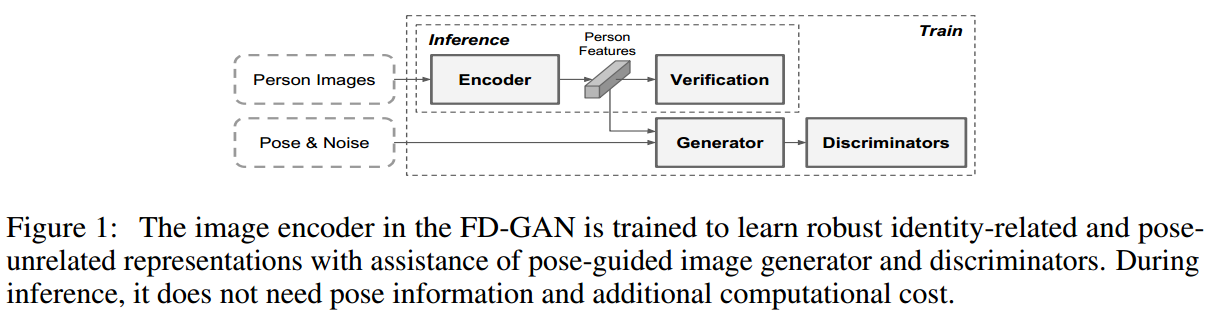 Inference
Person
Features
Train
Person Images
Encoder
Verification
Pose & Noise
Generator
Discriminators
Figure 1: The image encoder in the FD-GAN is trained to learn robust identity-related and pose-
unrelated representations with assistance of pose-guided image generator and discriminators. During
inference, it does not need pose information and additional computational cost.